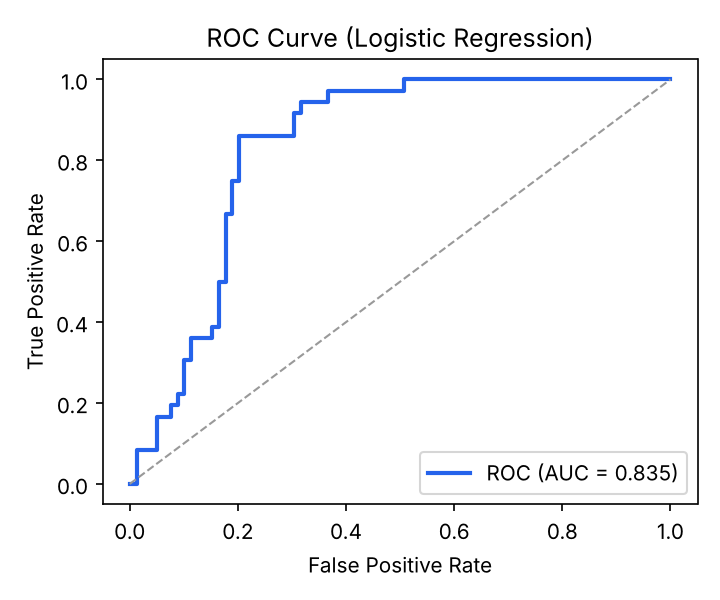 ROC Curve (Logistic Regression)
1.0
0.8
0.6
0.4
0.2
0.0
True Positive Rate
ROC (AUC = 0.835)
0.0 0.2 0.4 0.6 0.8 1.0
False Positive Rate